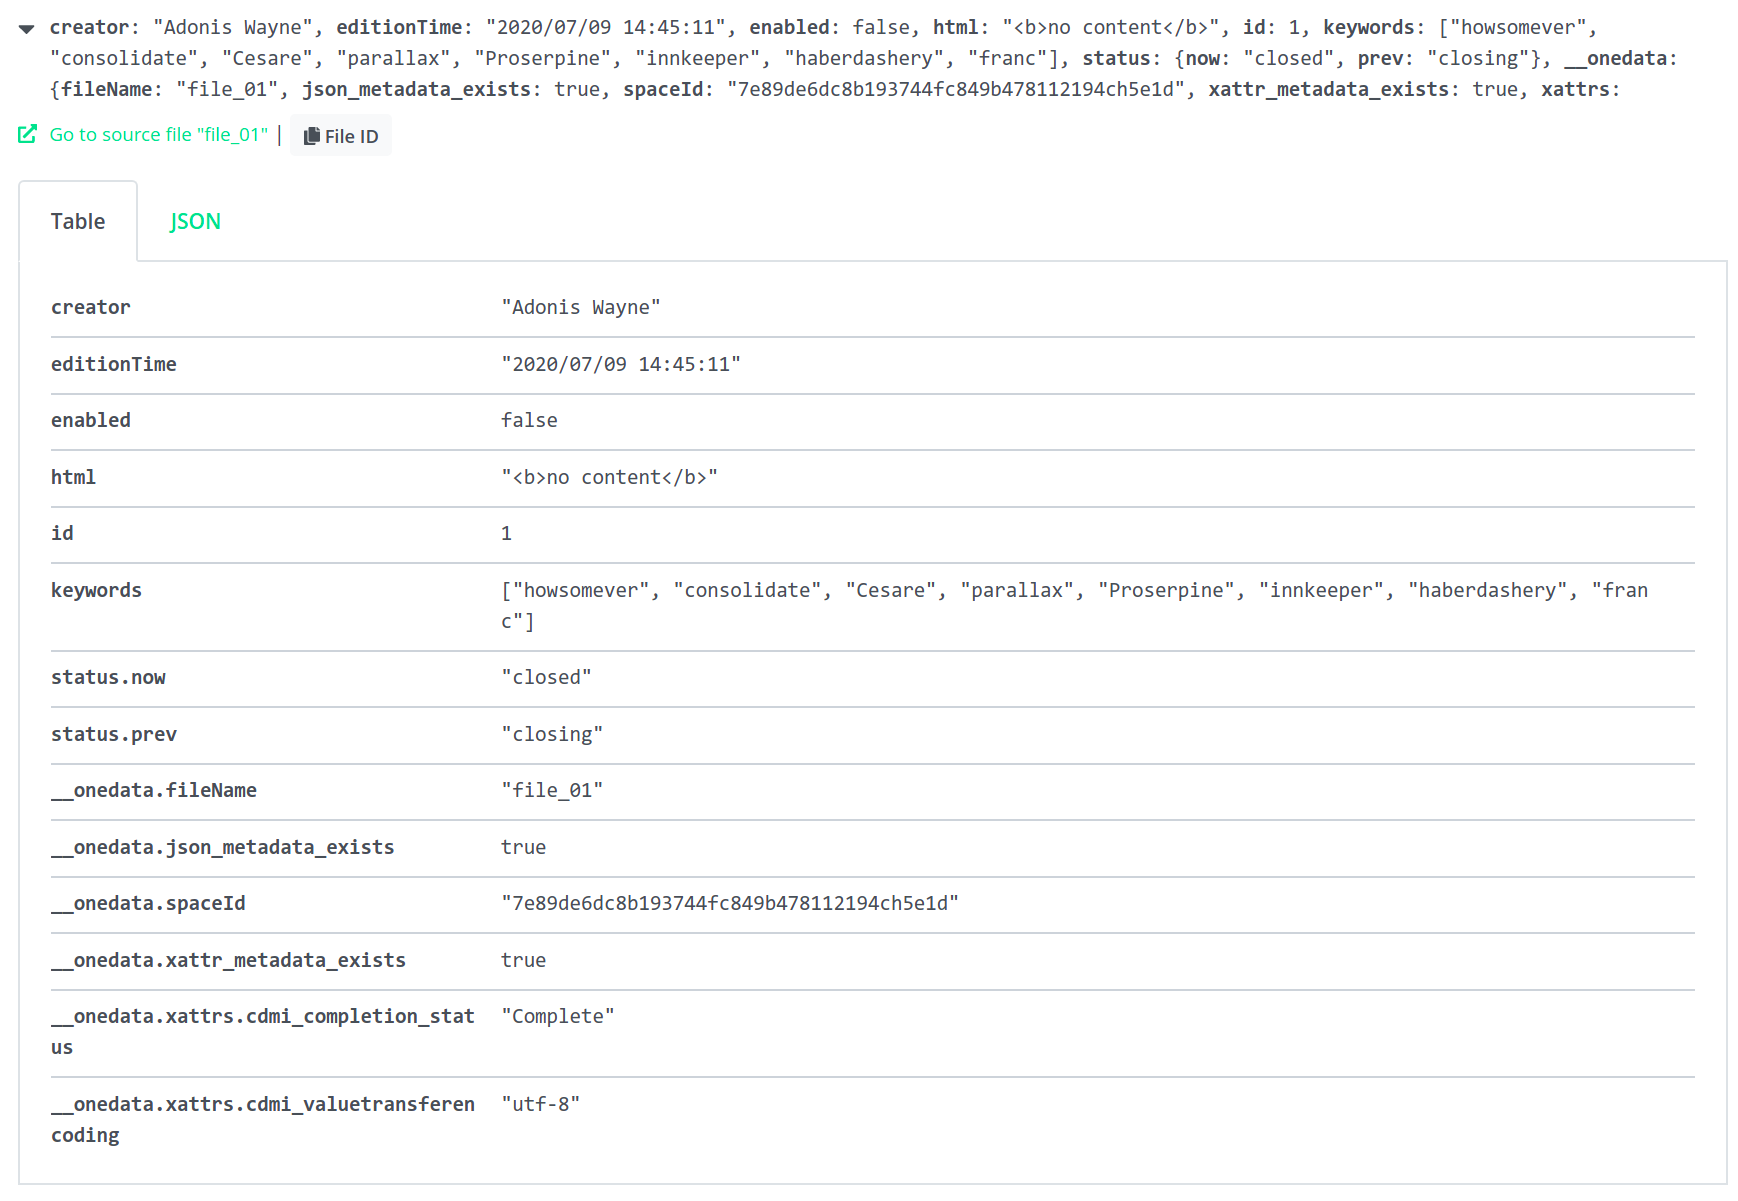 creator: "Adonis Wayne", editionTime: "2020/07/09 14:45:11", enabled: false, html: "<b>no content</b>", id: 1, keywords: ["howsomever",
"consolidate", "Cesare", "parallax", "Proserpine", "innkeeper", "haberdashery", "franc"], status: {now: "closed", prev: "closing"}, __onedata:
{fileName: "file_01", json_metadata_exists: true, spaceId: "7e89de6dc8b193744fc849b478112194ch5e1d", xattr_metadata_exists: true, xattrs:
Go to source file "file_01" | File ID
Table JSON
creator "Adonis Wayne"
editionTime "2020/07/09 14:45:11"
enabled false
html "<b>no content</b>"
id 1
keywords ["howsomever", "consolidate", "Cesare", "parallax", "Proserpine", "innkeeper", "haberdashery", "fran
c"]
status.now "closed"
status.prev "closing"
__onedata.fileName "file_01"
__onedata.json_metadata_exists true
__onedata.spaceId "7e89de6dc8b193744fc849b478112194ch5e1d"
__onedata.xattr_metadata_exists true
__onedata.xattrs.cdmi_completion_stat "Complete"
us
__onedata.xattrs.cdmi_valuetransferen "utf-8"
coding